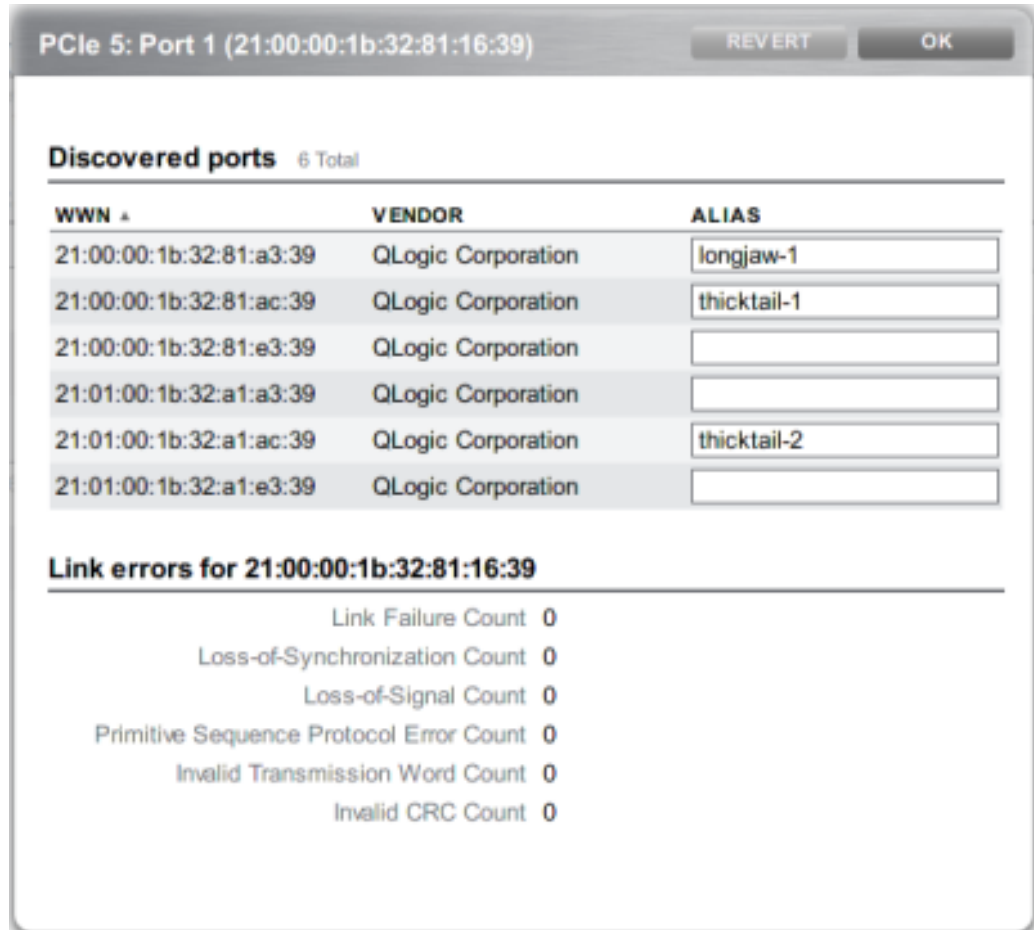 PCIe 5: Port 1 (21:00:00:1b:32:81:16:39) REVERT OK
Discovered ports 6 Total
WWN ▲ VENDOR ALIAS
21:00:00:1b:32:81:a3:39 QLogic Corporation longjaw-1
21:00:00:1b:32:81:ac:39 QLogic Corporation thicktail-1
21:00:00:1b:32:81:e3:39 QLogic Corporation
21:01:00:1b:32:a1:a3:39 QLogic Corporation
21:01:00:1b:32:a1:ac:39 QLogic Corporation thicktail-2
21:01:00:1b:32:a1:e3:39 QLogic Corporation
Link errors for 21:00:00:1b:32:81:16:39
Link Failure Count 0
Loss-of-Synchronization Count 0
Loss-of-Signal Count 0
Primitive Sequence Protocol Error Count 0
Invalid Transmission Word Count 0
Invalid CRC Count 0